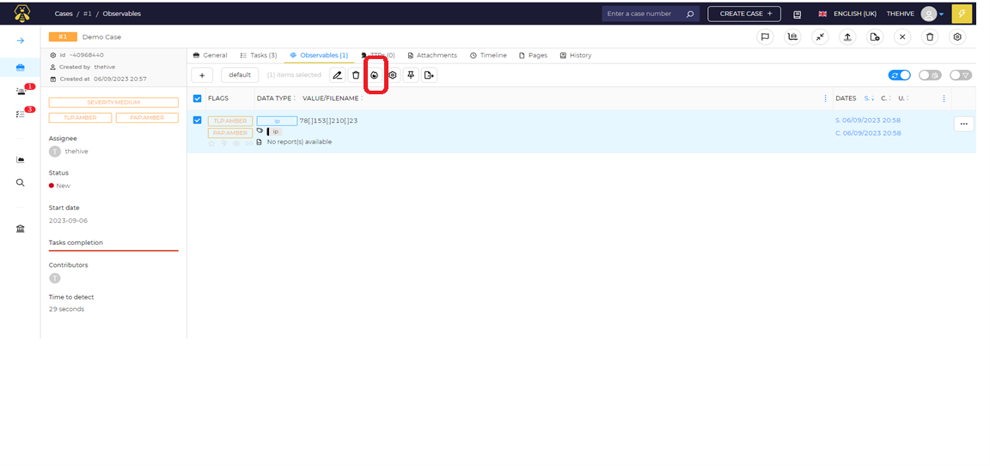 Cases / #1 / Observables
Enter a case number
CREATE CASE +
ENGLISH (UK)
THEHIVE
#1 Demo Case
Id ~40968440
Created by thehive
Created at 06/09/2023 20:57
1
3
SEVERITY:MEDIUM
TLP:AMBER
PAP:AMBER
Assignee
T thehive
Status
New
Start date
2023-09-06
Tasks completion
Contributors
T
Time to detect
29 seconds
General
Tasks (3)
Observables (1)
TTPs (0)
Attachments
Timeline
Pages
History
+
default
(1) items selected
FLAGS
DATA TYPE
VALUE/FILENAME
DATES S. C. U.
TLP:AMBER
ip
78[.]153[.]210[.]23
S. 06/09/2023 20:58
PAP:AMBER
ip
C. 06/09/2023 20:58
No report(s) available